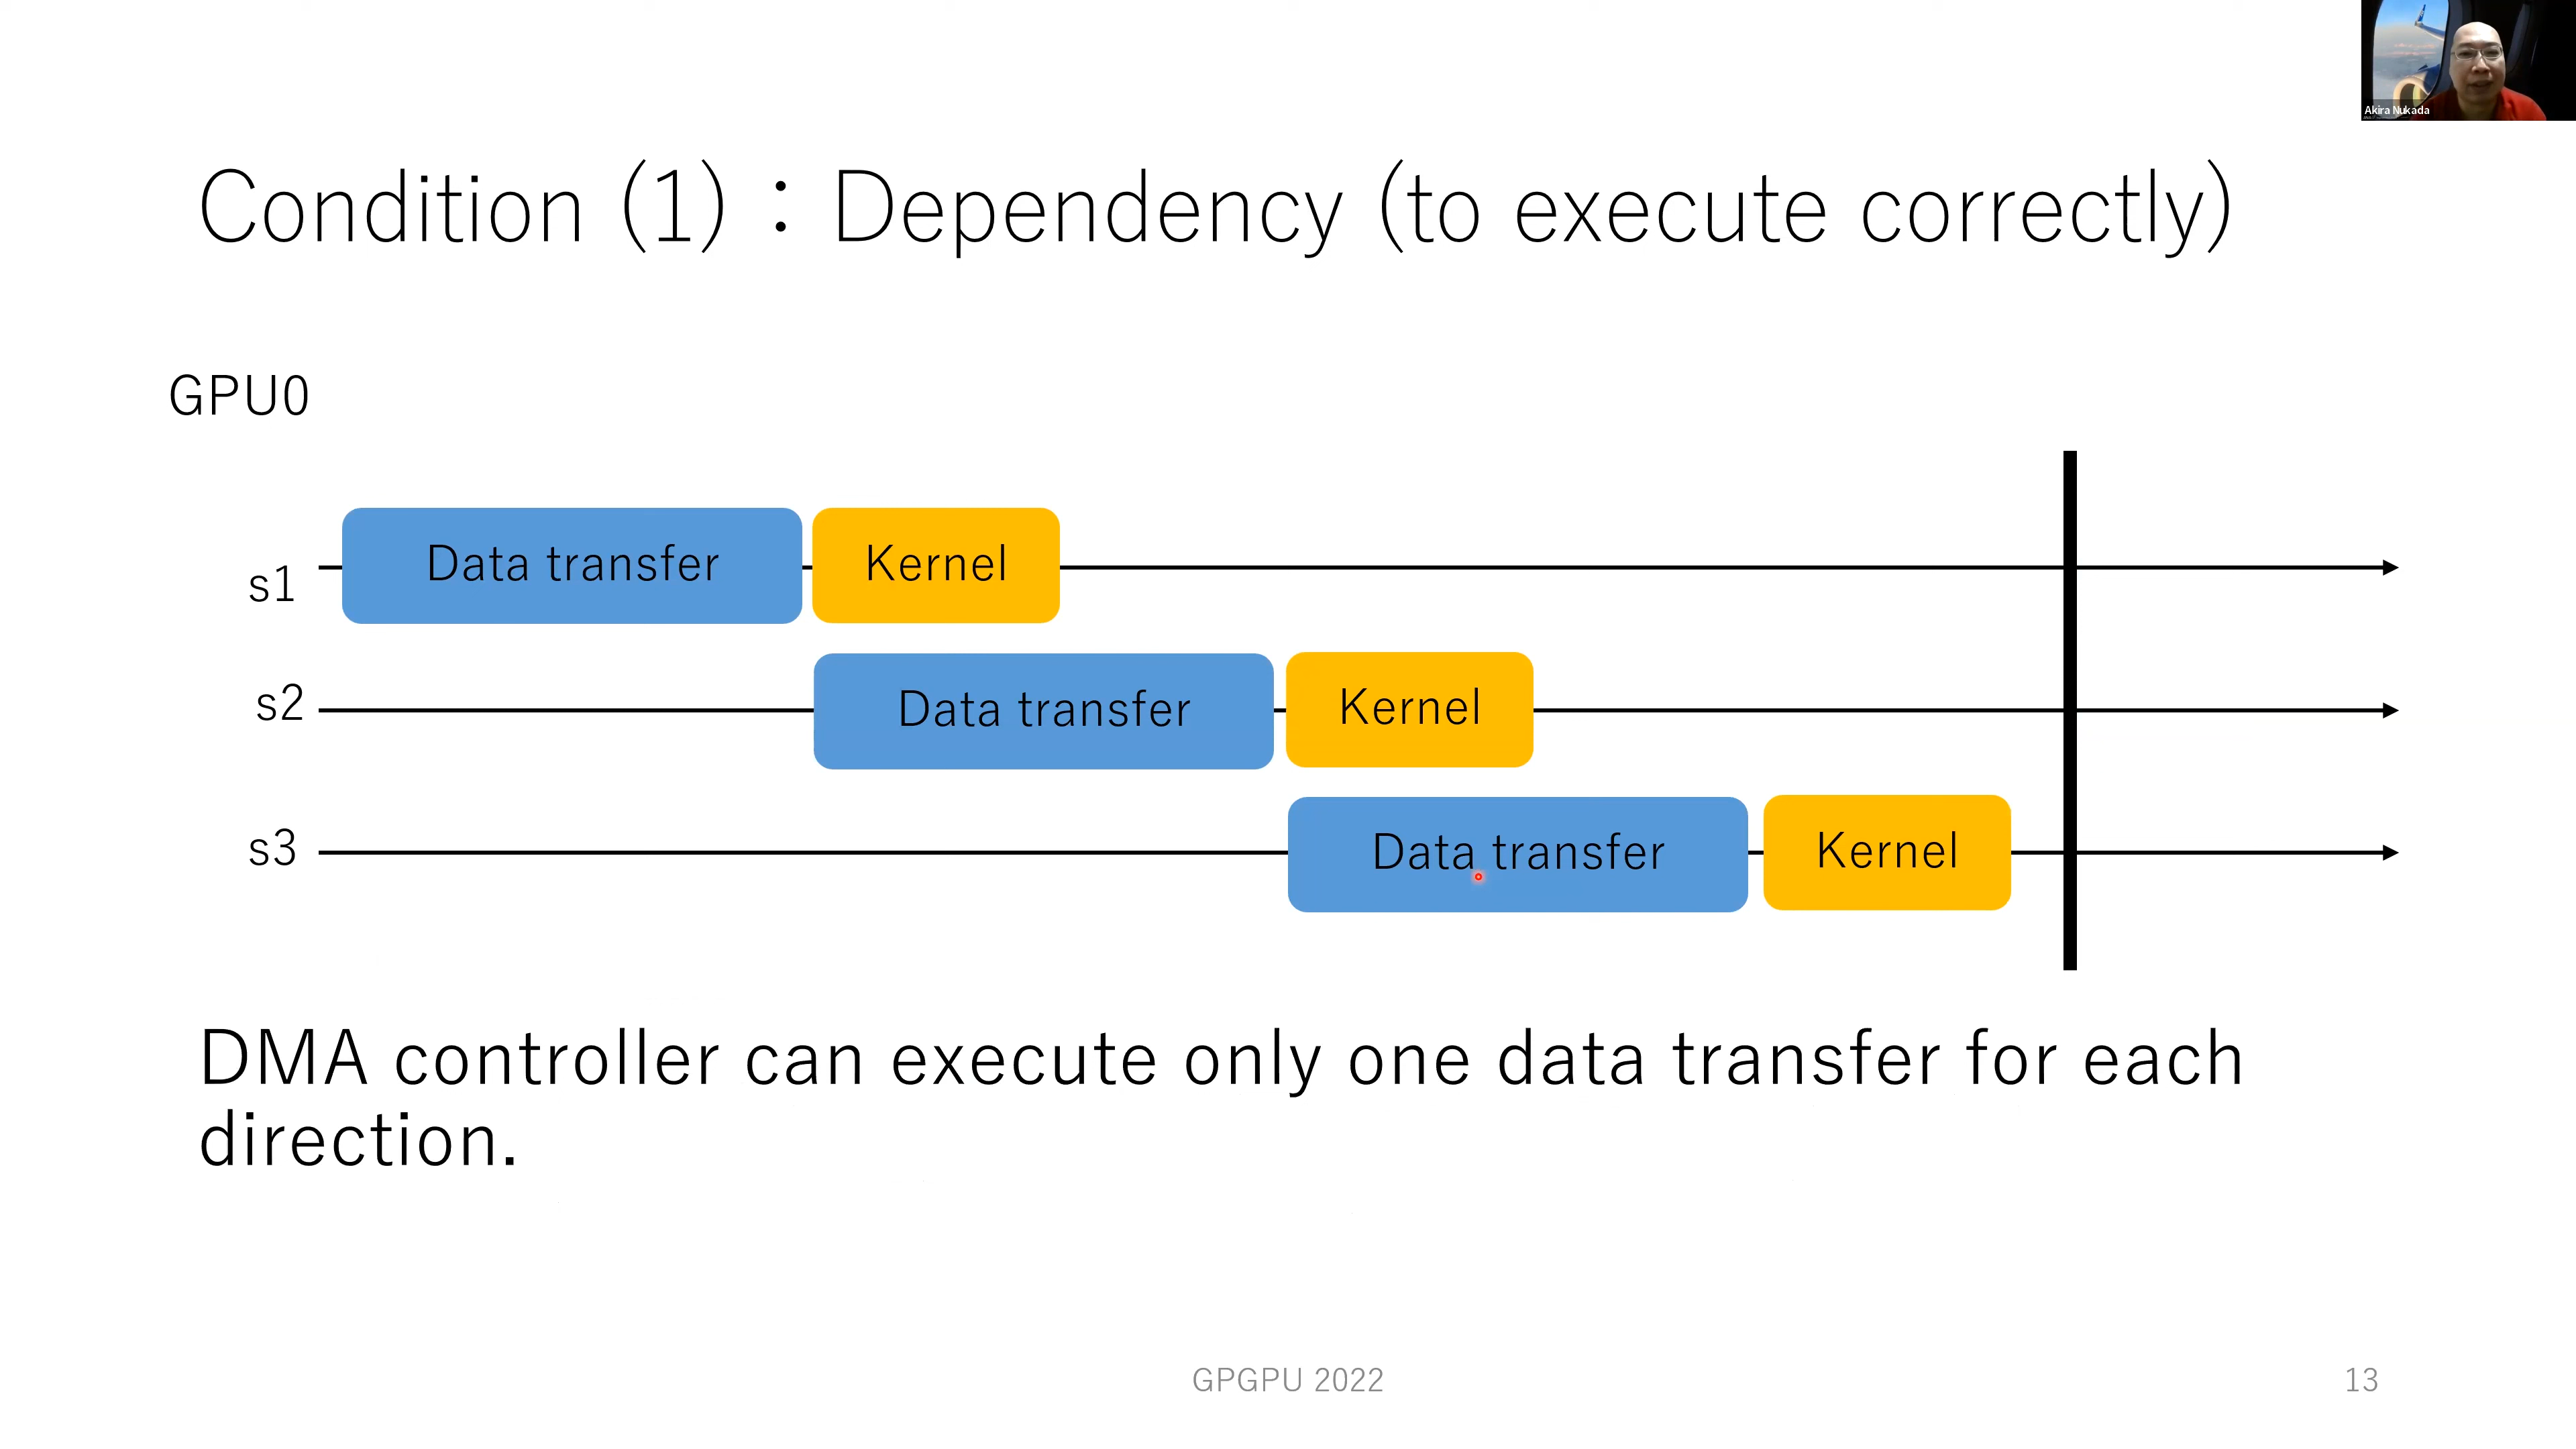 Akira Nukada
Condition (1)：Dependency (to execute correctly)
GPU0
s1 Data transfer Kernel
s2 Data transfer Kernel
s3 Data transfer Kernel
DMA controller can execute only one data transfer for each
direction.
GPGPU 2022
13